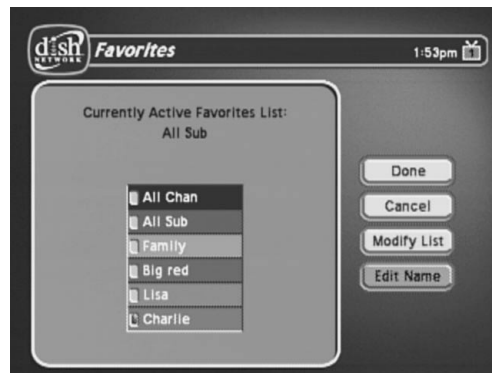 dish
NETWORK
Favorites
1:53pm
1
Currently Active Favorites List:
All Sub
All Chan
All Sub
Family
Big red
Lisa
Charlie
Done
Cancel
Modify List
Edit Name